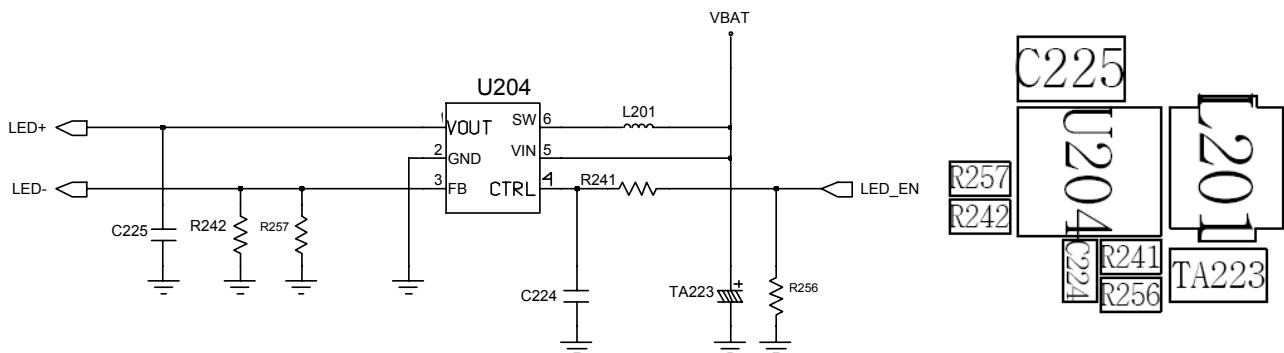 VBAT
U204
LED+
1
VOUT
SW
6
L201
2
GND
VIN
5
LED-
3
FB
CTRL
4
R241
LED_EN
C225
R242
R257
C224
TA223
+
R256
C225
U204
L201
R257
R242
C224
R241
R256
TA223